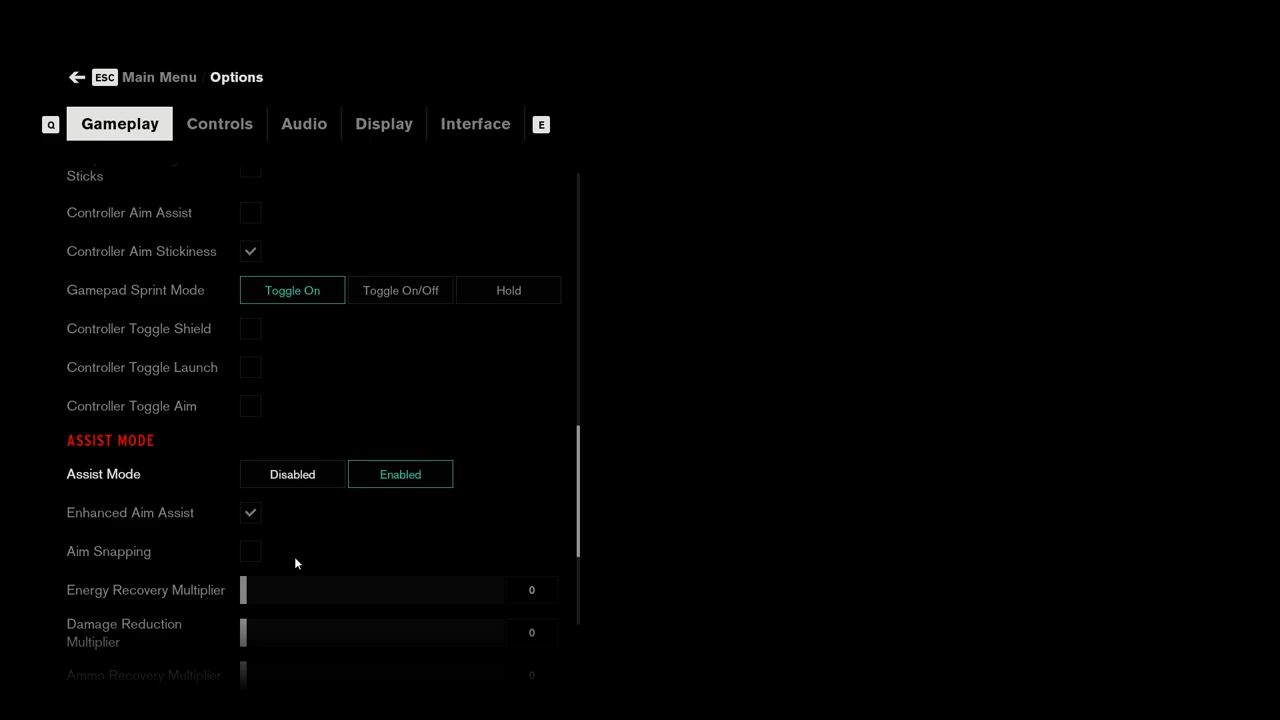 ESC Main Menu / Options
Q Gameplay Controls Audio Display Interface E
Sticks
Controller Aim Assist
Controller Aim Stickiness
Gamepad Sprint Mode Toggle On Toggle On/Off Hold
Controller Toggle Shield
Controller Toggle Launch
Controller Toggle Aim
ASSIST MODE
Assist Mode Disabled Enabled
Enhanced Aim Assist
Aim Snapping
Energy Recovery Multiplier 0
Damage Reduction
Multiplier 0
Ammo Recovery Multiplier 0